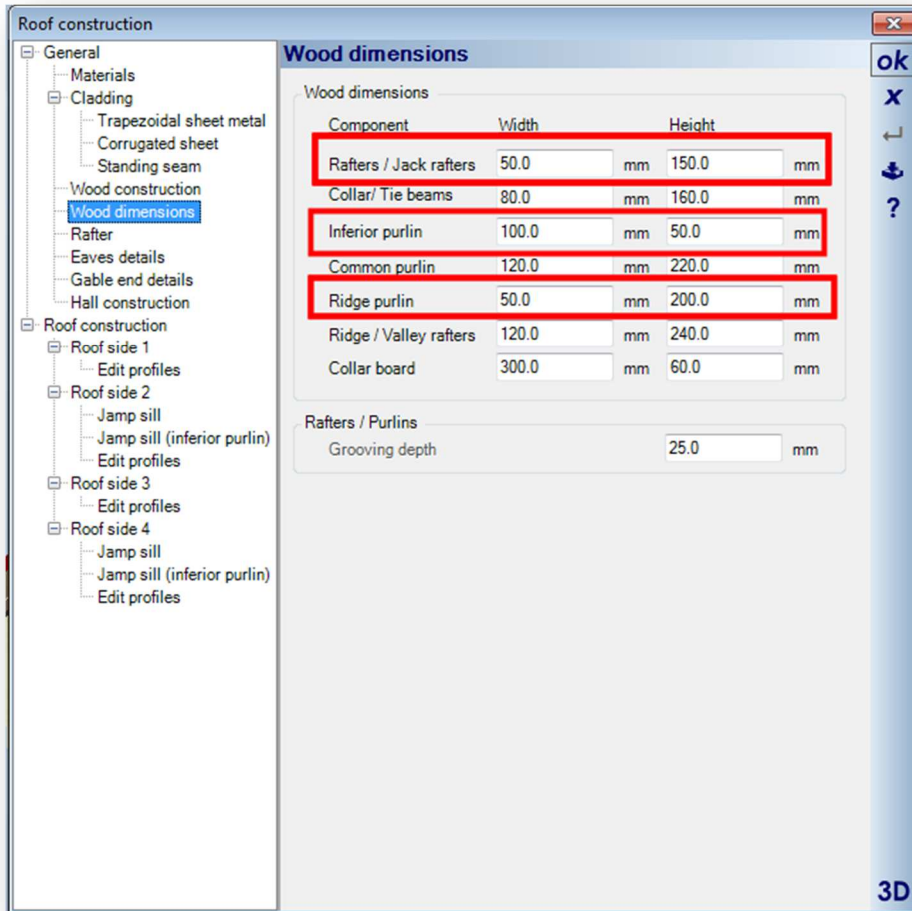 Roof construction
General
Materials
Cladding
Trapezoidal sheet metal
Corrugated sheet
Standing seam
Wood construction
Wood dimensions
Rafter
Eaves details
Gable end details
Hall construction
Roof construction
Roof side 1
Edit profiles
Roof side 2
Jamp sill
Jamp sill (inferior purlin)
Edit profiles
Roof side 3
Edit profiles
Roof side 4
Jamp sill
Jamp sill (inferior purlin)
Edit profiles
Wood dimensions
Wood dimensions
Component Width Height
Rafters / Jack rafters 50.0 mm 150.0 mm
Collar/ Tie beams 80.0 mm 160.0 mm
Inferior purlin 100.0 mm 50.0 mm
Common purlin 120.0 mm 220.0 mm
Ridge purlin 50.0 mm 200.0 mm
Ridge / Valley rafters 120.0 mm 240.0 mm
Collar board 300.0 mm 60.0 mm
Rafters / Purlins
Grooving depth 25.0 mm
ok
x
?
3D